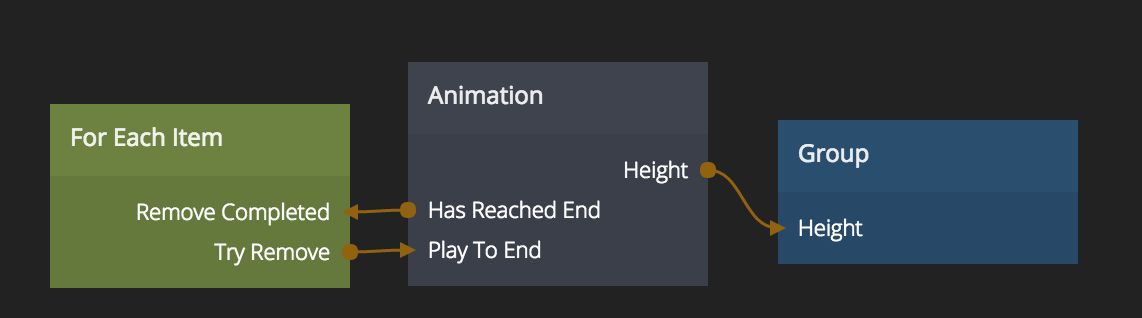 For Each Item
Remove Completed
Try Remove
Animation
Height
Has Reached End
Play To End
Group
Height